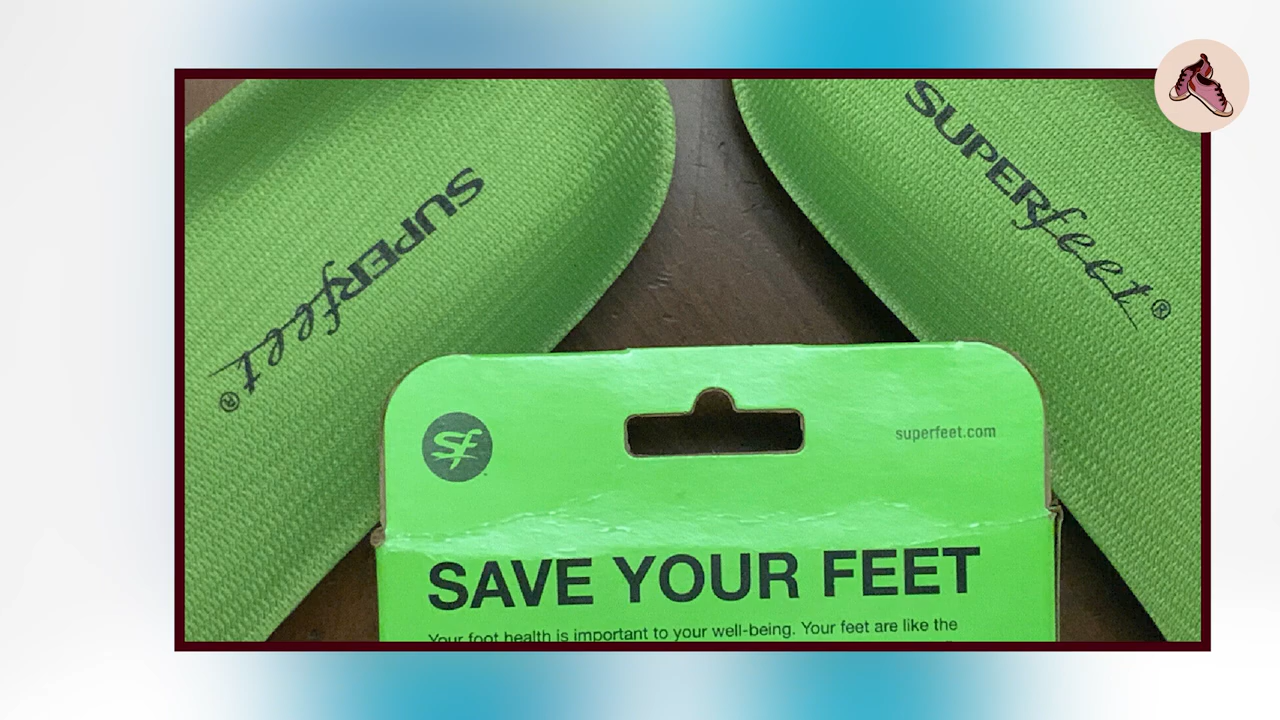 SUPERfeet®
SUPERfeet®
SF
superfeet.com
SAVE YOUR FEET
Your foot health is important to your well-being. Your feet are like the